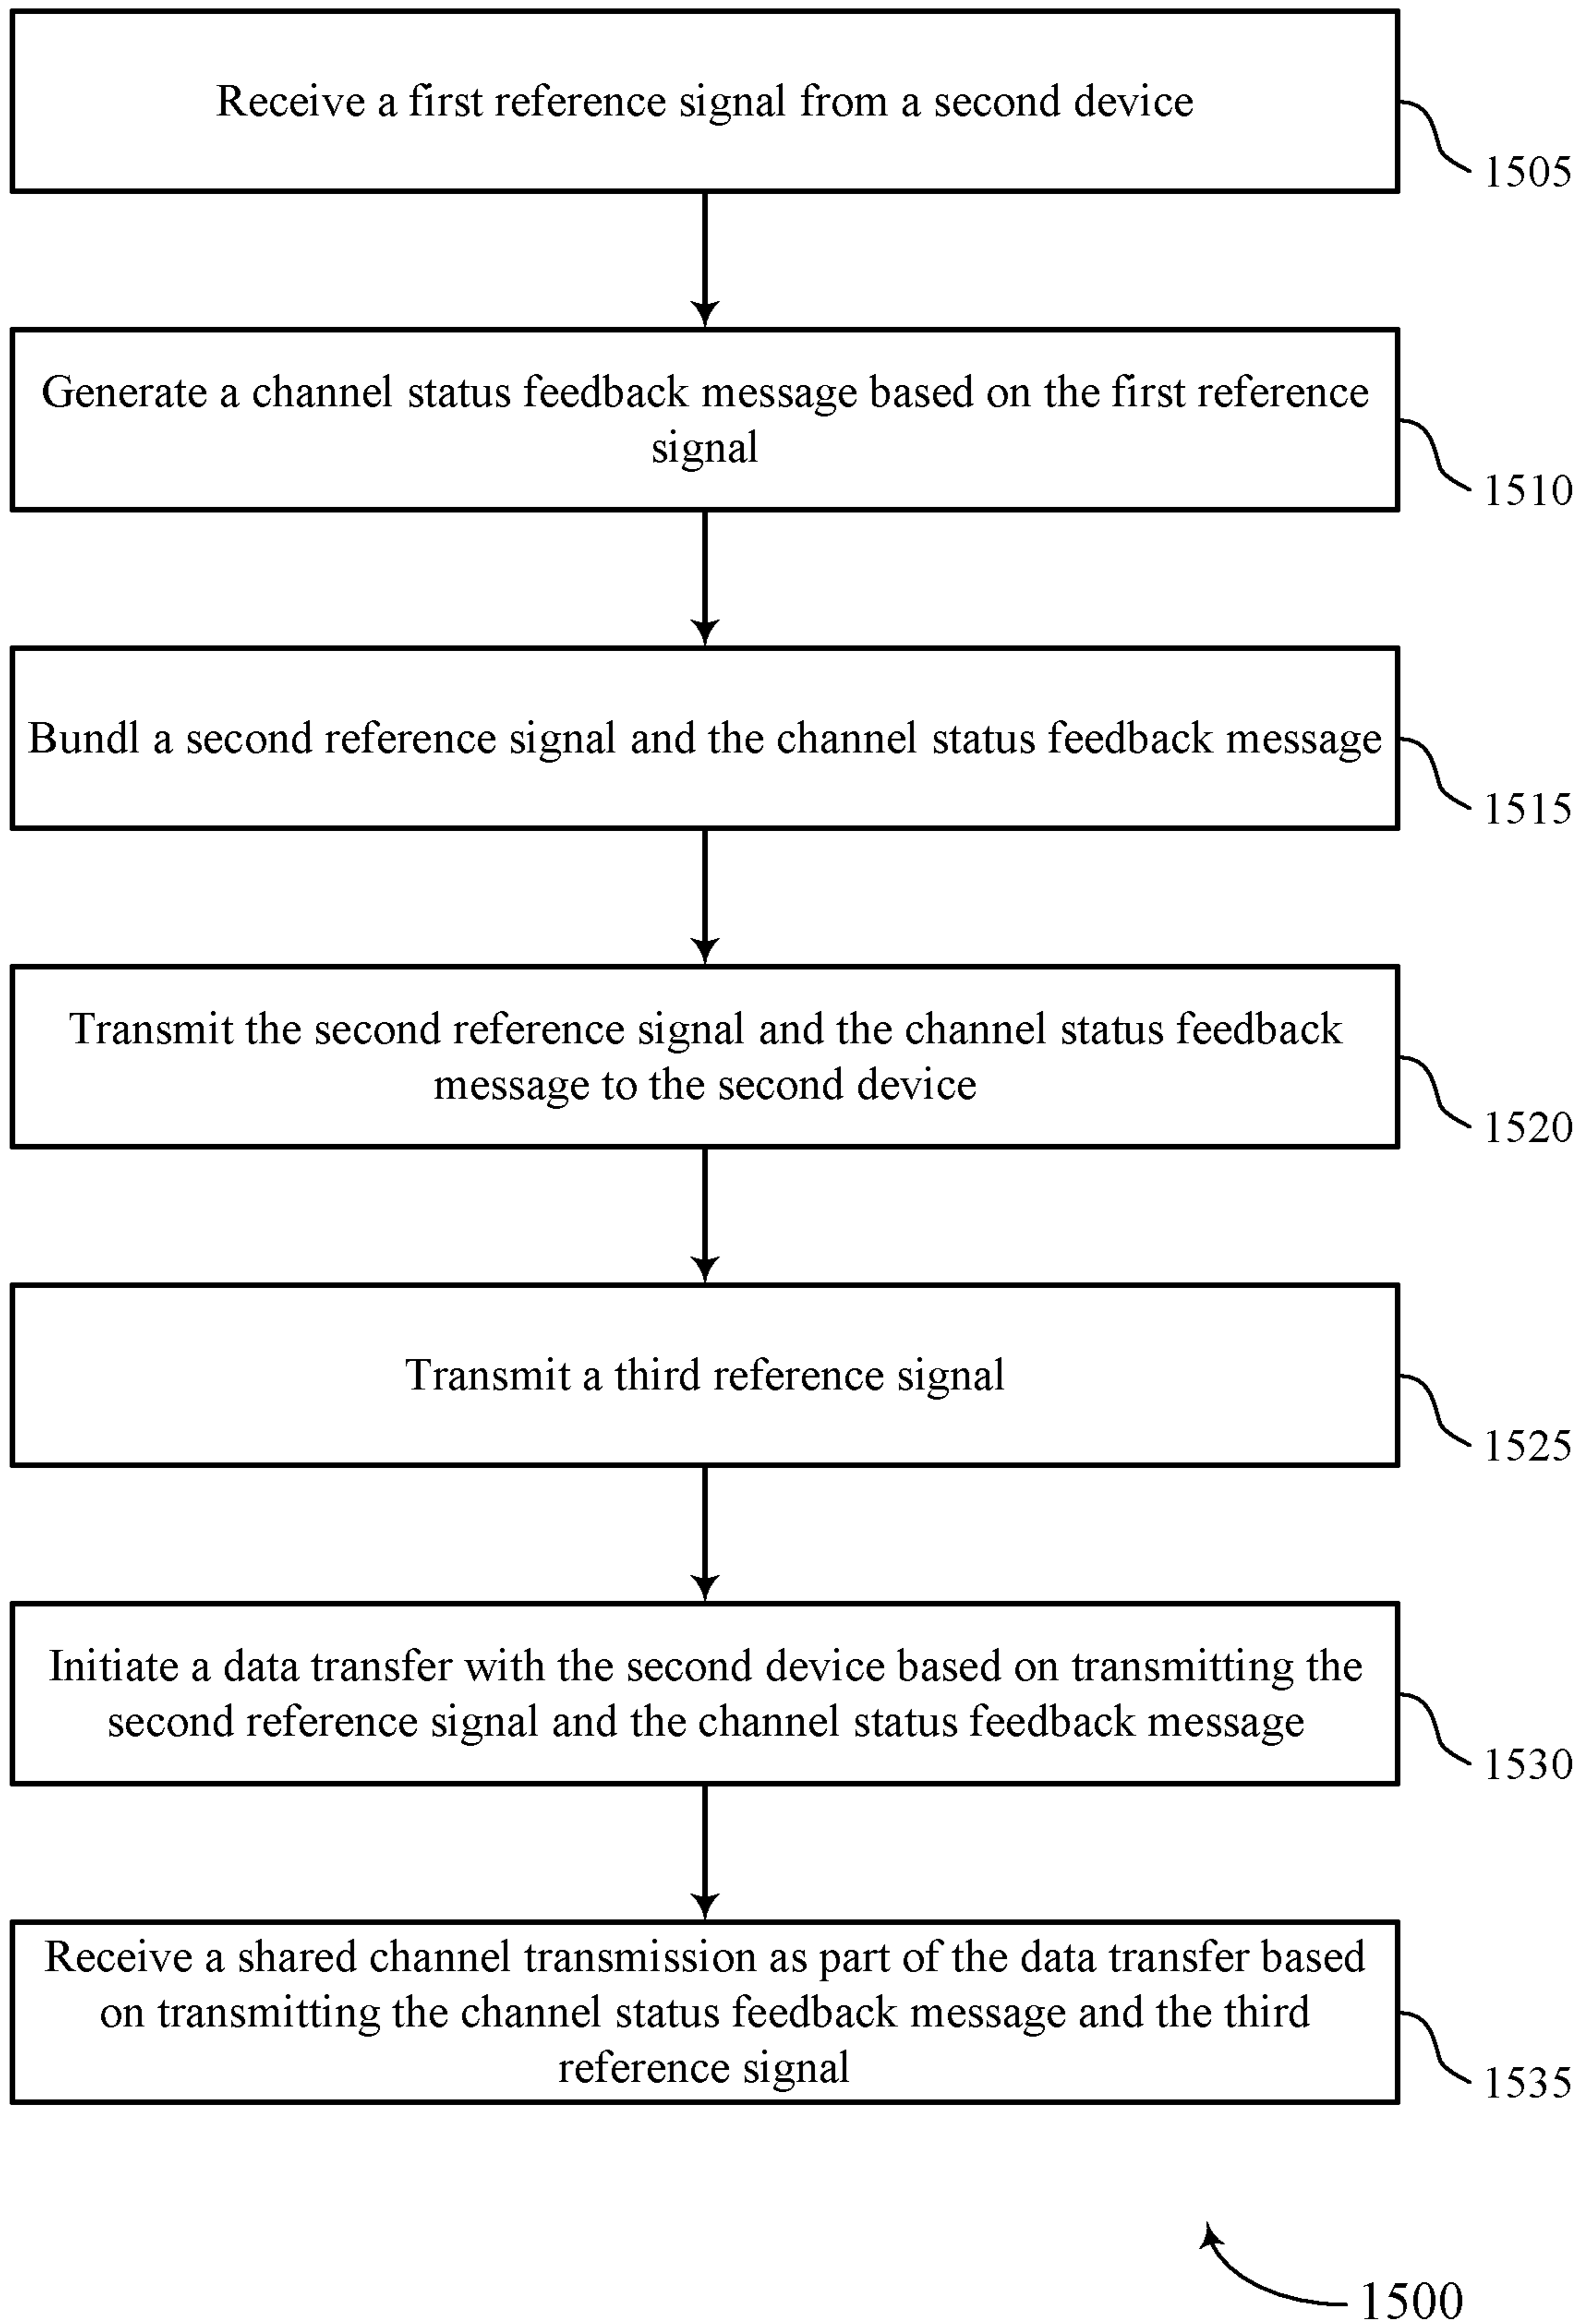 Receive a first reference signal from a second device
1505
Generate a channel status feedback message based on the first reference
signal
1510
Bundl a second reference signal and the channel status feedback message
1515
Transmit the second reference signal and the channel status feedback
message to the second device
1520
Transmit a third reference signal
1525
Initiate a data transfer with the second device based on transmitting the
second reference signal and the channel status feedback message
1530
Receive a shared channel transmission as part of the data transfer based
on transmitting the channel status feedback message and the third
reference signal
1535
1500